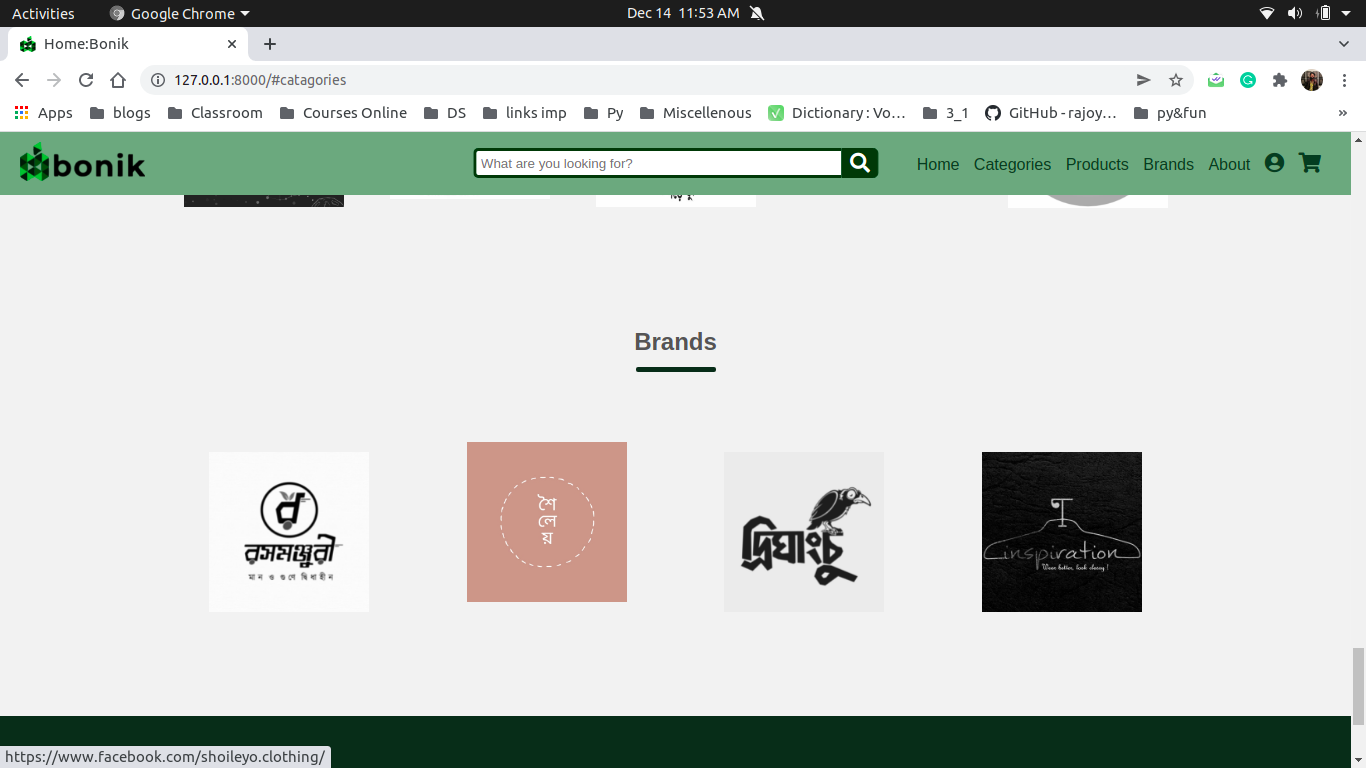 Activities
Google Chrome
Dec 14 11:53 AM
Home:Bonik
127.0.0.1:8000/#catagories
Apps
blogs
Classroom
Courses Online
DS
links imp
Py
Miscellenous
Dictionary : Vo…
3_1
GitHub - rajoy…
py&fun
»
bonik
What are you looking for?
Home
Categories
Products
Brands
About
Brands
রসমঞ্জুরী
মান ও গুণে দ্বিধাহীন
শৈ
লে
য়
দ্রিঘাংচু
inspiration
Wear better, look classy !
https://www.facebook.com/shoileyo.clothing/